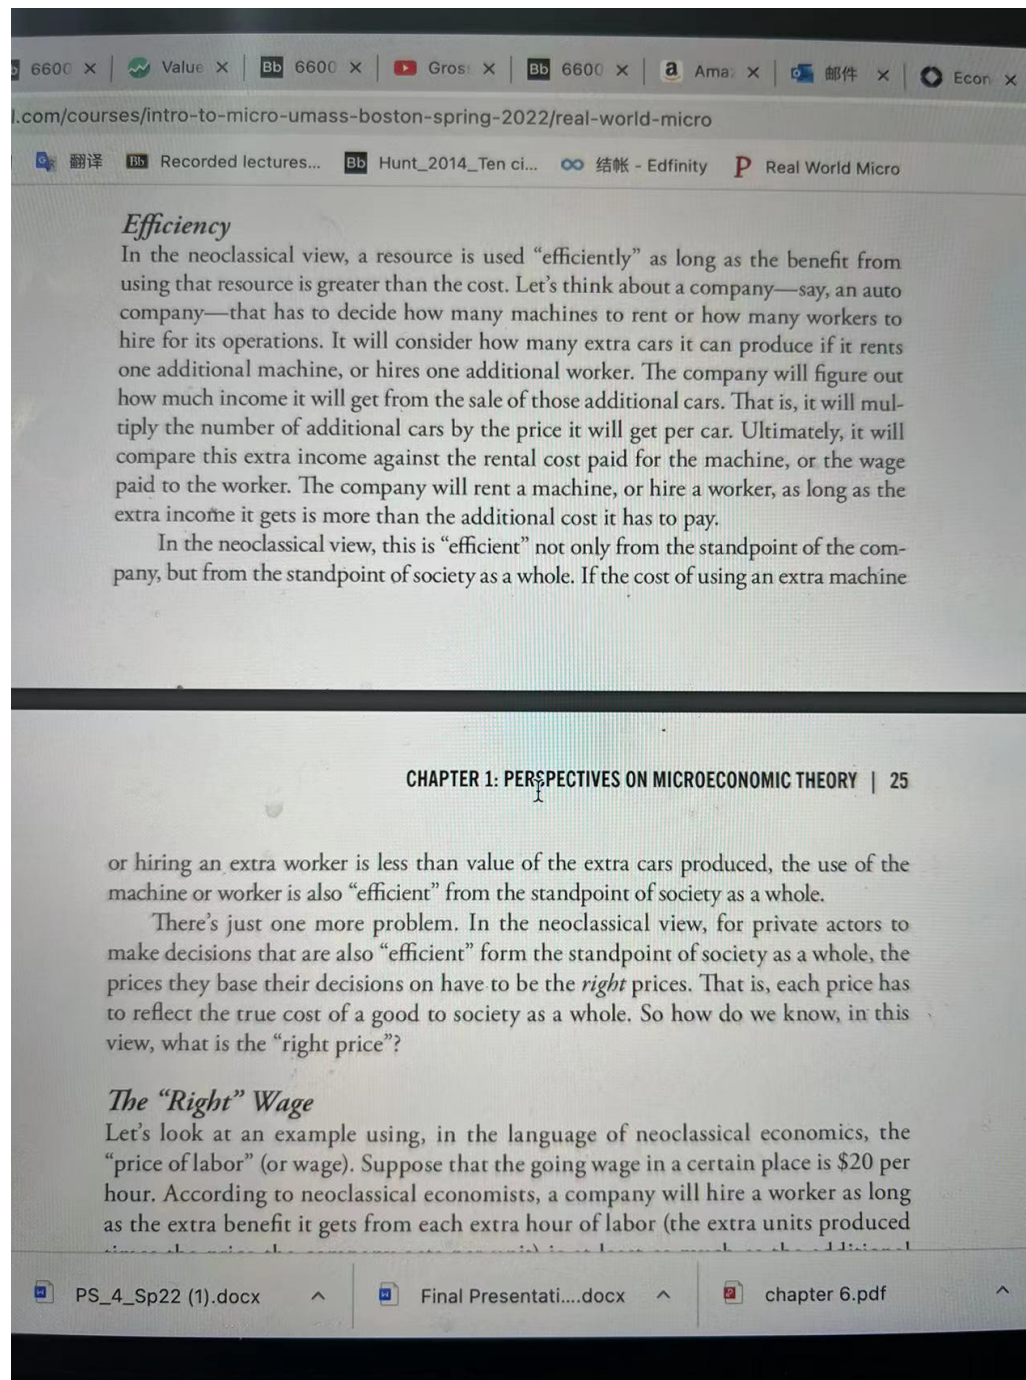 6600 × Value × Bb 6600 × Gros × Bb 6600 × a Ama × 邮件 × Econ ×
l.com/courses/intro-to-micro-umass-boston-spring-2022/real-world-micro
翻译 Bb Recorded lectures... Bb Hunt_2014_Ten ci... 结帐 - Edfinity P Real World Micro
Efficiency
In the neoclassical view, a resource is used “efficiently” as long as the benefit from
using that resource is greater than the cost. Let’s think about a company—say, an auto
company—that has to decide how many machines to rent or how many workers to
hire for its operations. It will consider how many extra cars it can produce if it rents
one additional machine, or hires one additional worker. The company will figure out
how much income it will get from the sale of those additional cars. That is, it will mul-
tiply the number of additional cars by the price it will get per car. Ultimately, it will
compare this extra income against the rental cost paid for the machine, or the wage
paid to the worker. The company will rent a machine, or hire a worker, as long as the
extra income it gets is more than the additional cost it has to pay.
In the neoclassical view, this is “efficient” not only from the standpoint of the com-
pany, but from the standpoint of society as a whole. If the cost of using an extra machine
CHAPTER 1: PERSPECTIVES ON MICROECONOMIC THEORY | 25
or hiring an extra worker is less than value of the extra cars produced, the use of the
machine or worker is also “efficient” from the standpoint of society as a whole.
There’s just one more problem. In the neoclassical view, for private actors to
make decisions that are also “efficient” form the standpoint of society as a whole, the
prices they base their decisions on have to be the right prices. That is, each price has
to reflect the true cost of a good to society as a whole. So how do we know, in this
view, what is the “right price”?
The “Right” Wage
Let’s look at an example using, in the language of neoclassical economics, the
“price of labor” (or wage). Suppose that the going wage in a certain place is $20 per
hour. According to neoclassical economists, a company will hire a worker as long
as the extra benefit it gets from each extra hour of labor (the extra units produced
PS_4_Sp22 (1).docx Final Presentati....docx chapter 6.pdf